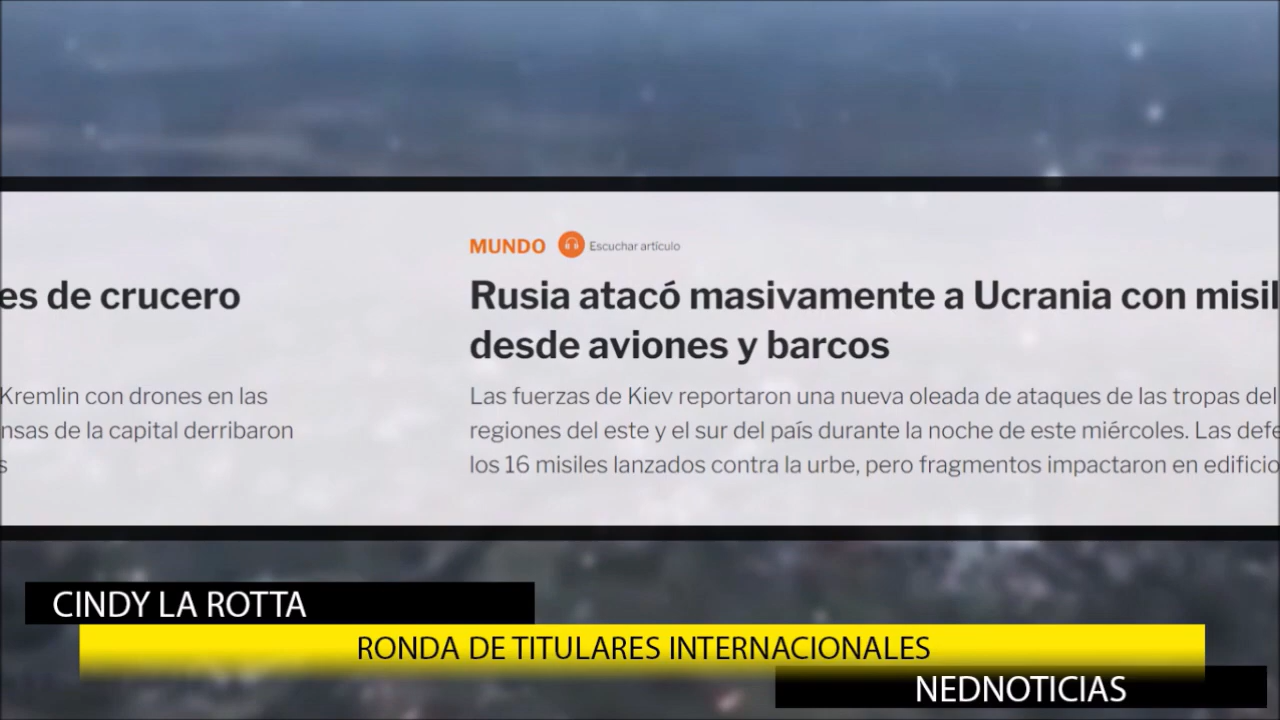 es de crucero
Kremlin con drones en las
nsas de la capital derribaron
s
MUNDO Escuchar artículo
Rusia atacó masivamente a Ucrania con misil
desde aviones y barcos
Las fuerzas de Kiev reportaron una nueva oleada de ataques de las tropas del
regiones del este y el sur del país durante la noche de este miércoles. Las defe
los 16 misiles lanzados contra la urbe, pero fragmentos impactaron en edificio
CINDY LA ROTTA
RONDA DE TITULARES INTERNACIONALES
NEDNOTICIAS